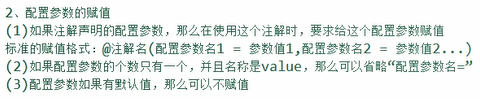 2、配置参数的赋值
(1)如果注解声明的配置参数，那么在使用这个注解时，要求给这个配置参数赋值
标准的赋值格式：@注解名(配置参数名1 = 参数值1,配置参数名2 = 参数值2...)
(2)如果配置参数的个数只有一个，并且名称是value，那么可以省略“配置参数名=”
(3)配置参数如果有默认值，那么可以不赋值